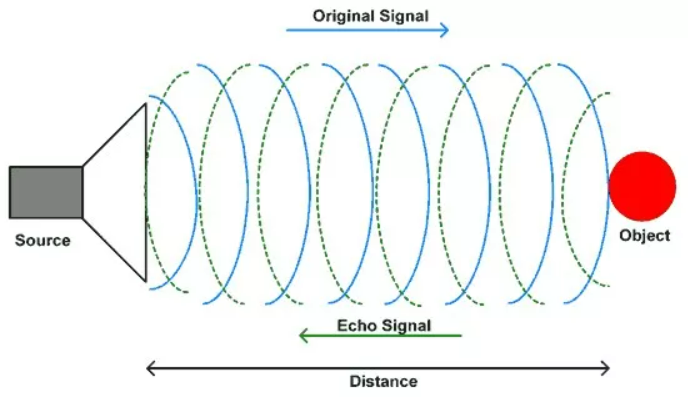 Original Signal
Source
Object
Echo Signal
Distance